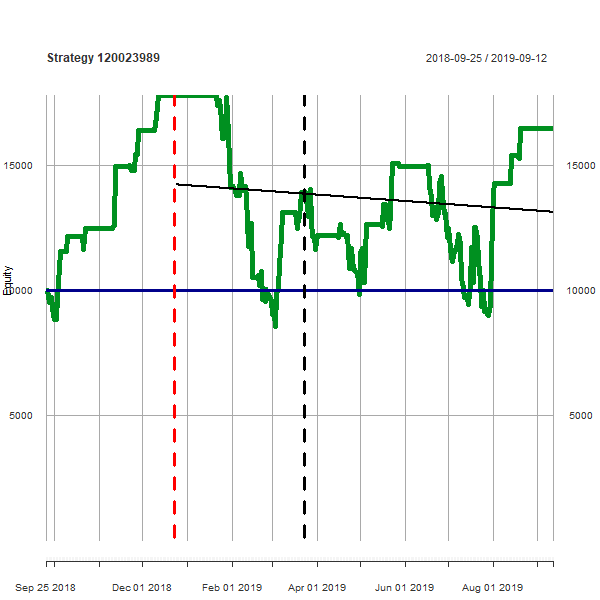 Strategy 120023989
2018-09-25 / 2019-09-12
15000
15000
Equity
10000
10000
5000
5000
Sep 25 2018
Dec 01 2018
Feb 01 2019
Apr 01 2019
Jun 01 2019
Aug 01 2019